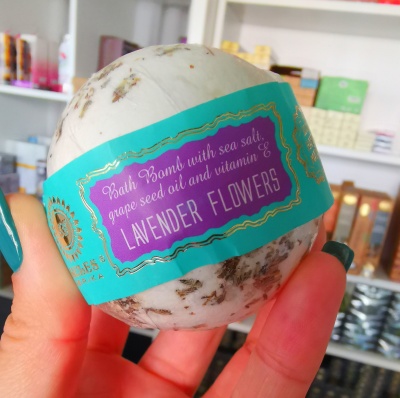 Bath Bomb with sea salt,
grape seed oil and vitamin E
LAVENDER FLOWERS